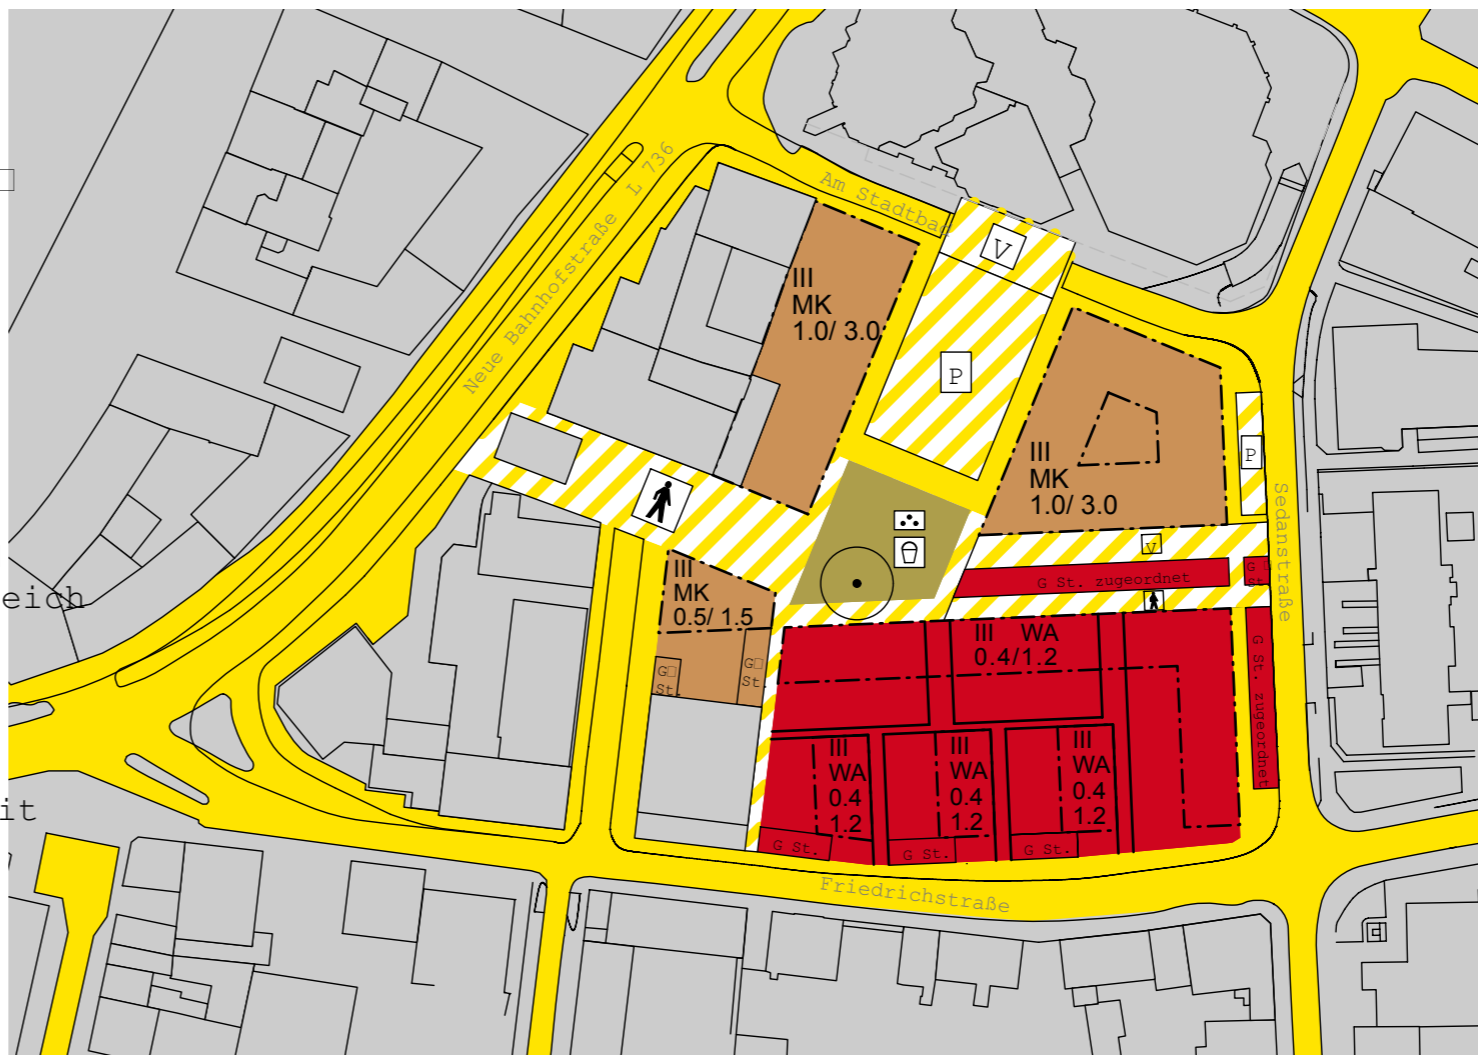 L 736
Neue Bahnhofstraße
Am Stadtbad
V
III
MK
1.0/ 3.0
P
III
MK
1.0/ 3.0
P
Sedanstraße
V
G St. zugeordnet
G
St.
eich
III
MK
0.5/ 1.5
G
St.
G
St.
III WA
0.4/1.2
G St. zugeordnet
III
WA
0.4
1.2
III
WA
0.4
1.2
III
WA
0.4
1.2
it
G St.
G St.
G St.
Friedrichstraße